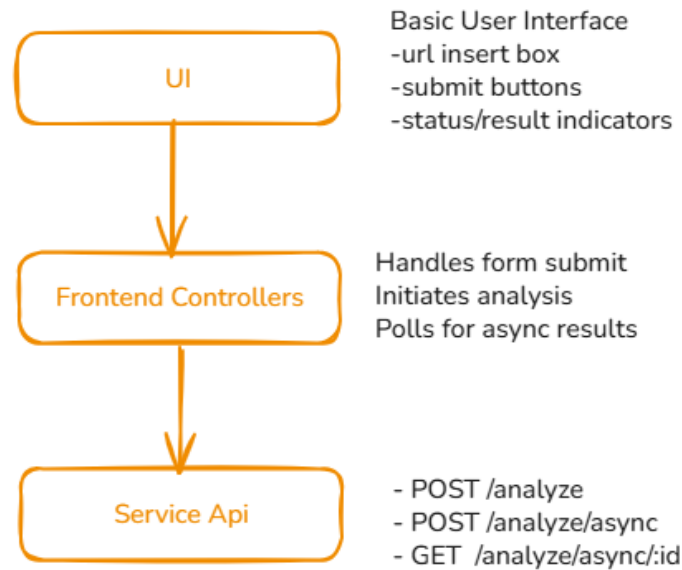 UI
Basic User Interface
-url insert box
-submit buttons
-status/result indicators
Frontend Controllers
Handles form submit
Initiates analysis
Polls for async results
Service Api
- POST /analyze
- POST /analyze/async
- GET  /analyze/async/:id